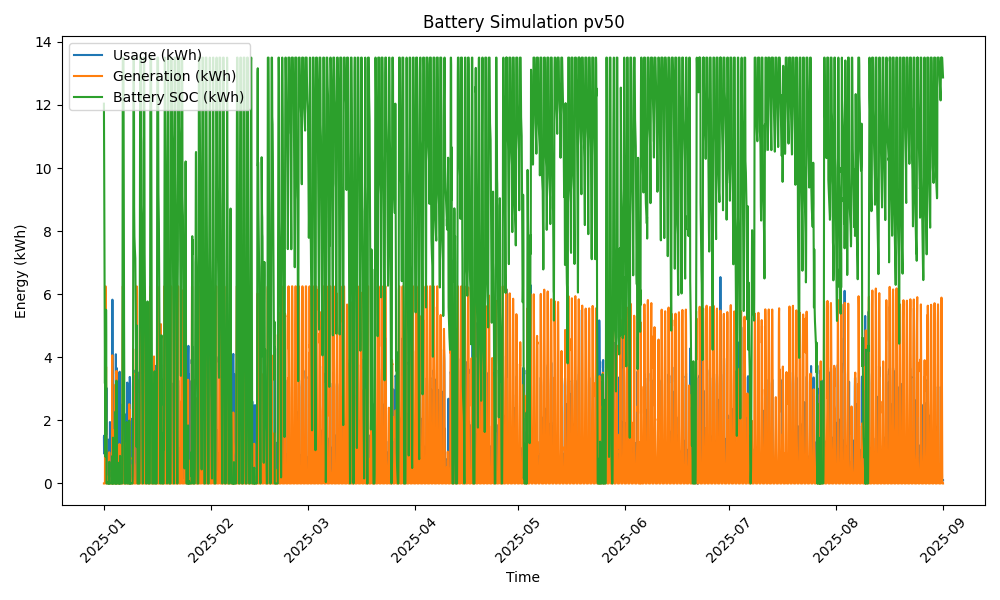 Battery Simulation pv50
Usage (kWh)
Generation (kWh)
Battery SOC (kWh)
Energy (kWh)
14
12
10
8
6
4
2
0
2025-01
2025-02
2025-03
2025-04
2025-05
2025-06
2025-07
2025-08
2025-09
Time